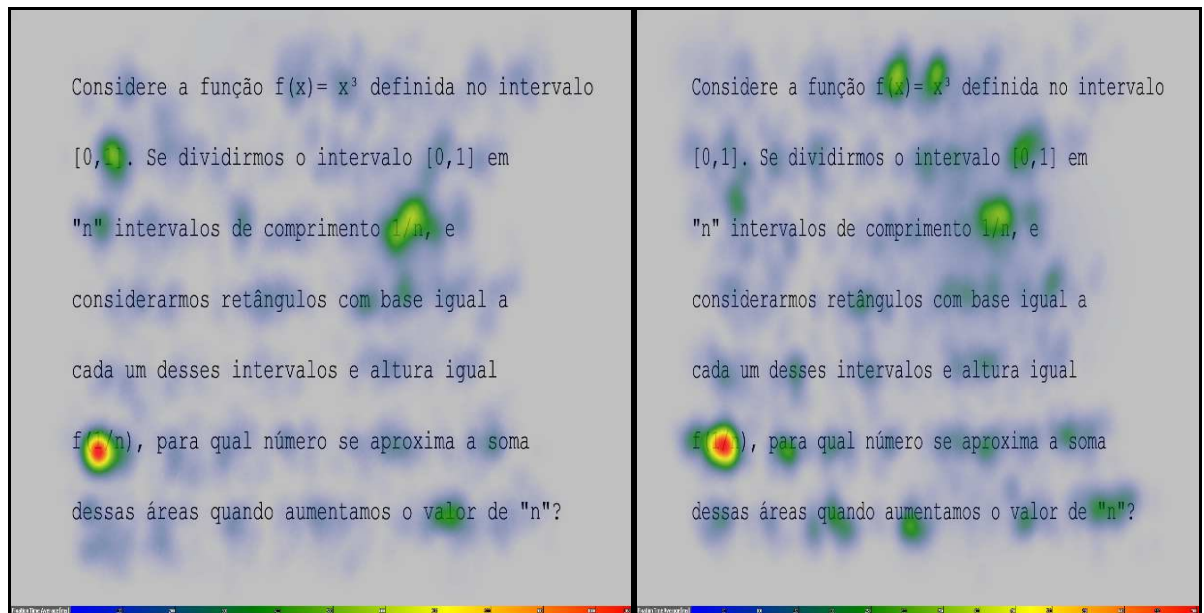 Considere a função f(x)= x³ definida no intervalo
[0,1]. Se dividirmos o intervalo [0,1] em
"n" intervalos de comprimento 1/n, e
considerarmos retângulos com base igual a
cada um desses intervalos e altura igual
f(1/n), para qual número se aproxima a soma
dessas áreas quando aumentamos o valor de "n"?
Considere a função f(x)= x³ definida no intervalo
[0,1]. Se dividirmos o intervalo [0,1] em
"n" intervalos de comprimento 1/n, e
considerarmos retângulos com base igual a
cada um desses intervalos e altura igual
f(1/n), para qual número se aproxima a soma
dessas áreas quando aumentamos o valor de "n"?